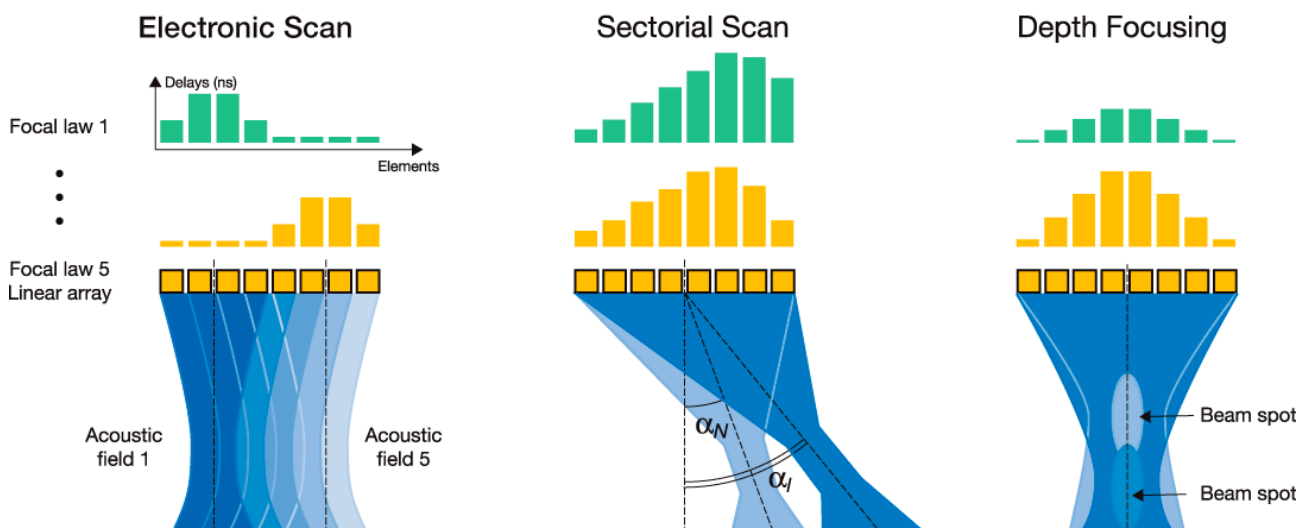 Electronic Scan
Sectorial Scan
Depth Focusing
Delays (ns)
Focal law 1
Elements
Focal law 5
Linear array
Acoustic
field 1
Acoustic
field 5
αN
αI
Beam spot
Beam spot